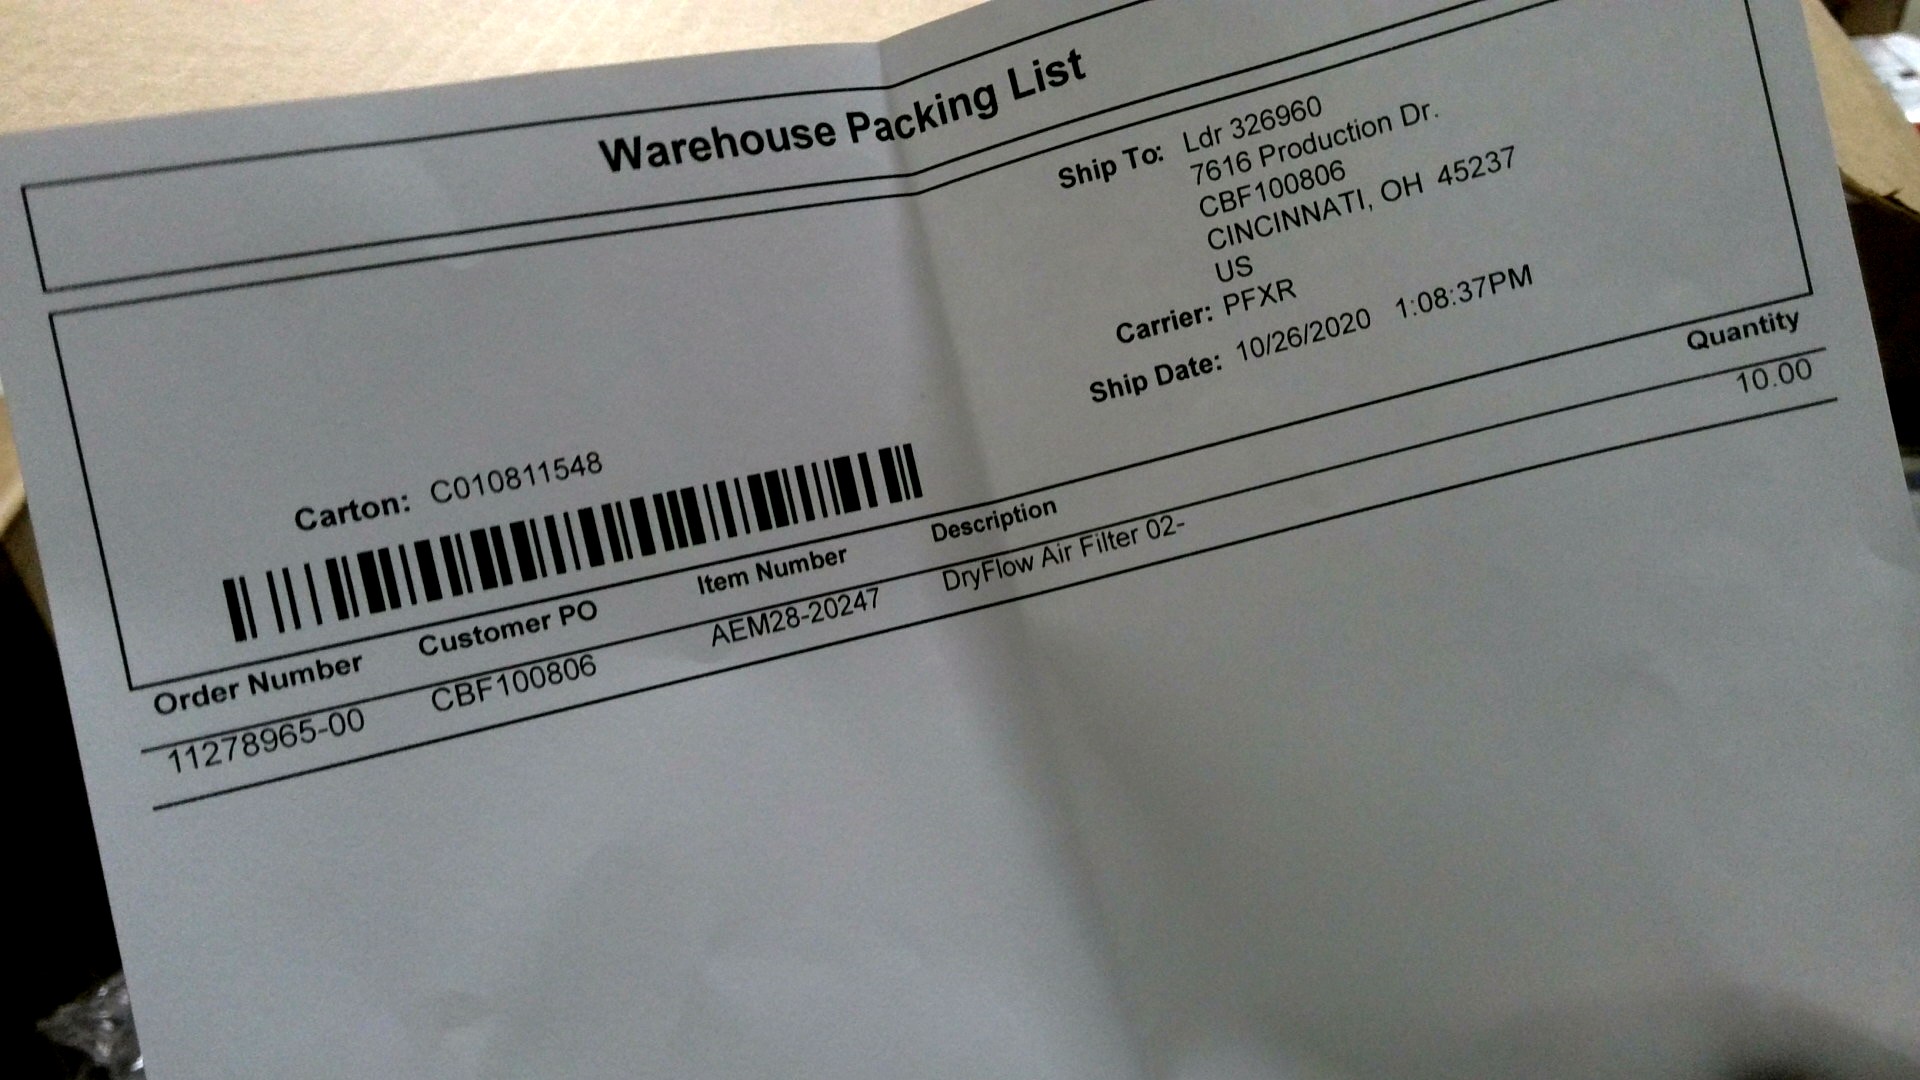 Warehouse Packing List
Ship To: Ldr 326960
7616 Production Dr.
CBF100806
CINCINNATI, OH 45237
US
Carrier: PFXR
Ship Date: 10/26/2020 1:08:37PM
Carton: C010811548
Order Number Customer PO Item Number Description Quantity
11278965-00 CBF100806 AEM28-20247 DryFlow Air Filter 02- 10.00